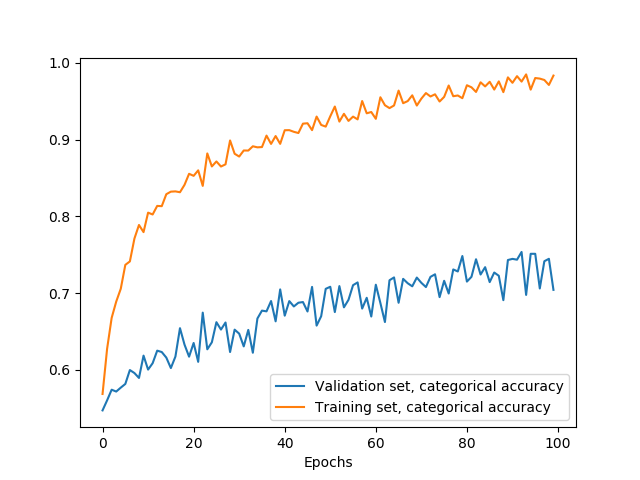 1.0
0.9
0.8
0.7
0.6
Validation set, categorical accuracy
Training set, categorical accuracy
0 20 40 60 80 100
Epochs